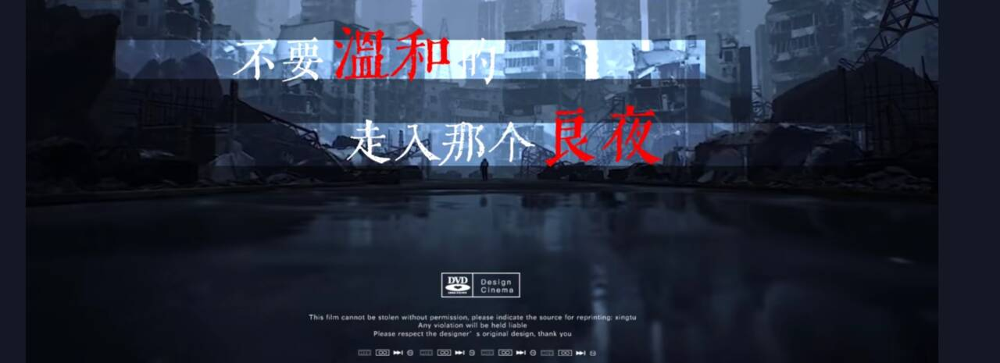 不要溫和的
走入那个良夜
DVD
Design
Cinema
This film cannot be stolen without permission, please indicate the source for reprinting: xingtu
Any violation will be held liable
Please respect the designer's original design, thank you